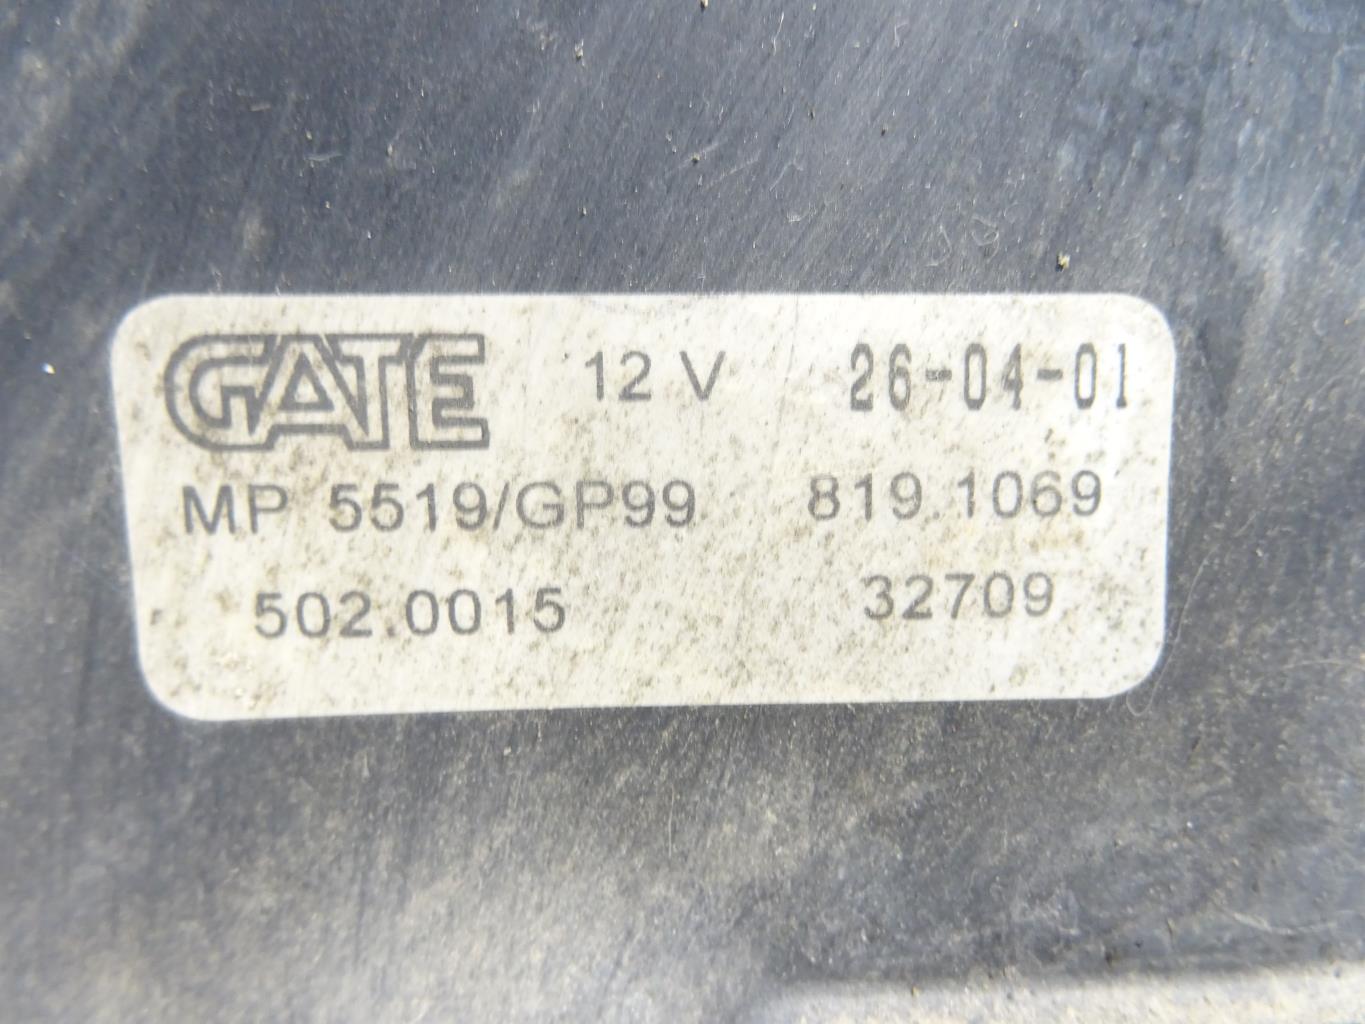 GATE 12 V 26-04-01
MP 5519/GP99 819.1069
502.0015 32709